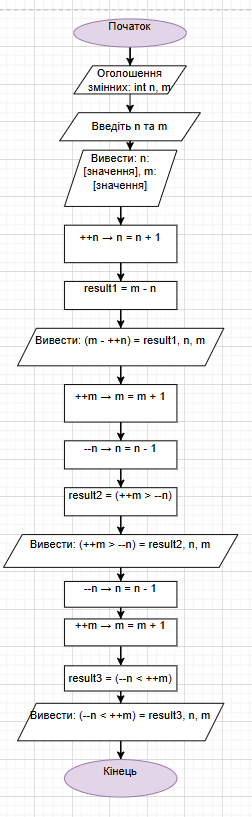 Початок
Оголошення
змінних: int n, m
Введіть n та m
Вивести: n:
[значення], m:
[значення]
++n → n = n + 1
result1 = m - n
Вивести: (m - ++n) = result1, n, m
++m → m = m + 1
--n → n = n - 1
result2 = (++m > --n)
Вивести: (++m > --n) = result2, n, m
--n → n = n - 1
++m → m = m + 1
result3 = (--n < ++m)
Вивести: (--n < ++m) = result3, n, m
Кінець